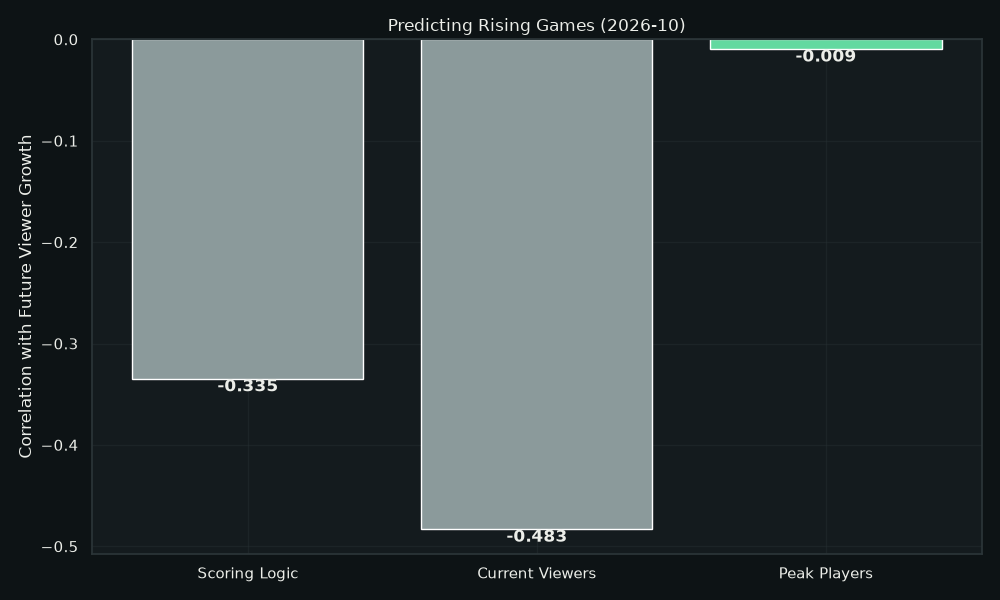 Predicting Rising Games (2026-10)
Correlation with Future Viewer Growth
0.0
−0.1
−0.2
−0.3
−0.4
−0.5
-0.335
-0.483
-0.009
Scoring Logic
Current Viewers
Peak Players